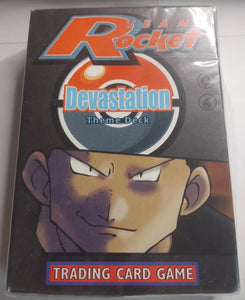 TEAM
Rocket
Devastation
Theme Deck
TRADING CARD GAME